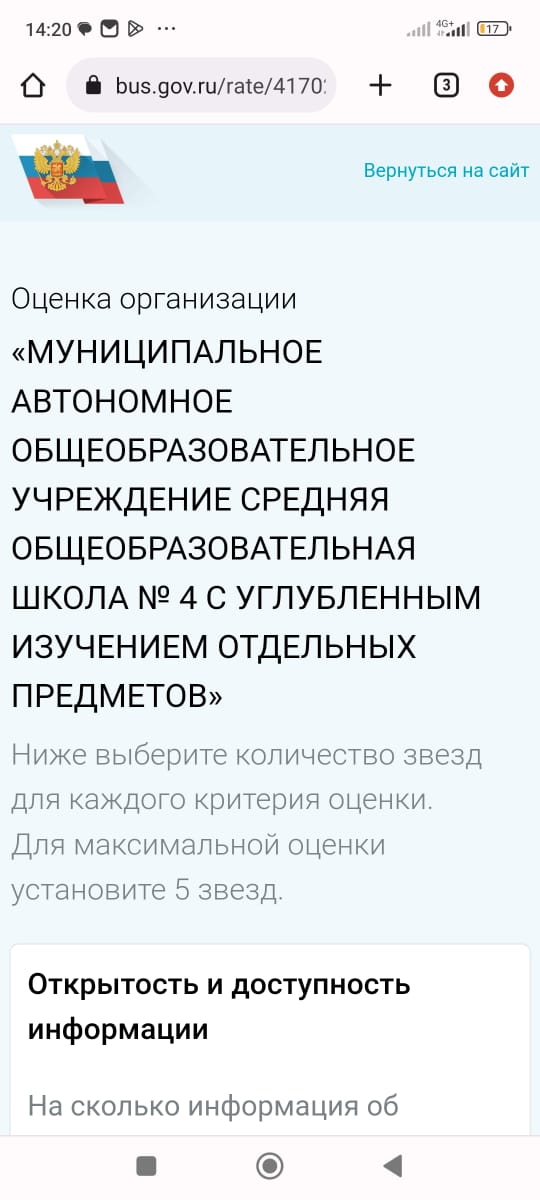 14:20
4G+
17
bus.gov.ru/rate/4170
3
Вернуться на сайт
Оценка организации
«МУНИЦИПАЛЬНОЕ
АВТОНОМНОЕ
ОБЩЕОБРАЗОВАТЕЛЬНОЕ
УЧРЕЖДЕНИЕ СРЕДНЯЯ
ОБЩЕОБРАЗОВАТЕЛЬНАЯ
ШКОЛА № 4 С УГЛУБЛЕННЫМ
ИЗУЧЕНИЕМ ОТДЕЛЬНЫХ
ПРЕДМЕТОВ»
Ниже выберите количество звезд
для каждого критерия оценки.
Для максимальной оценки
установите 5 звезд.
Открытость и доступность
информации
На сколько информация об